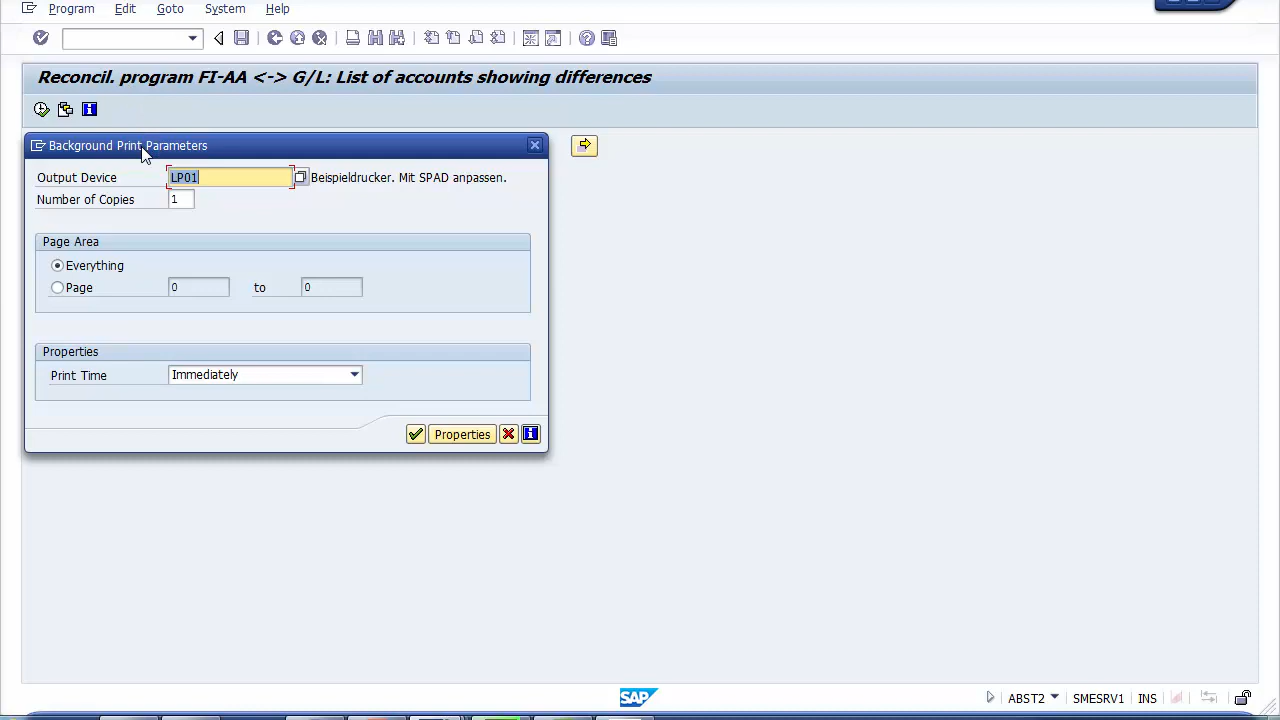 Program Edit Goto System Help
Reconcil. program FI-AA <-> G/L: List of accounts showing differences
Background Print Parameters
Output Device LP01 Beispieldrucker. Mit SPAD anpassen.
Number of Copies 1
Page Area
Everything
Page 0 to 0
Properties
Print Time Immediately
Properties
SAP ABST2 SMESRV1 INS